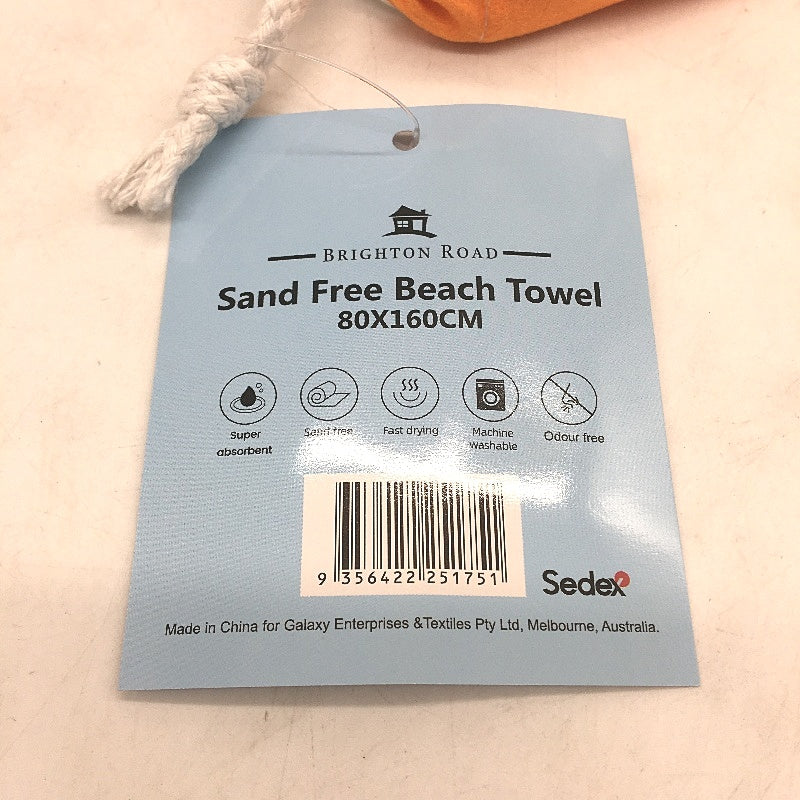 BRIGHTON ROAD
Sand Free Beach Towel
80X160CM
Super absorbent
Sand free
Fast drying
Machine Washable
Odour free
9 356422 251751
Sedex
Made in China for Galaxy Enterprises &Textiles Pty Ltd, Melbourne, Australia.